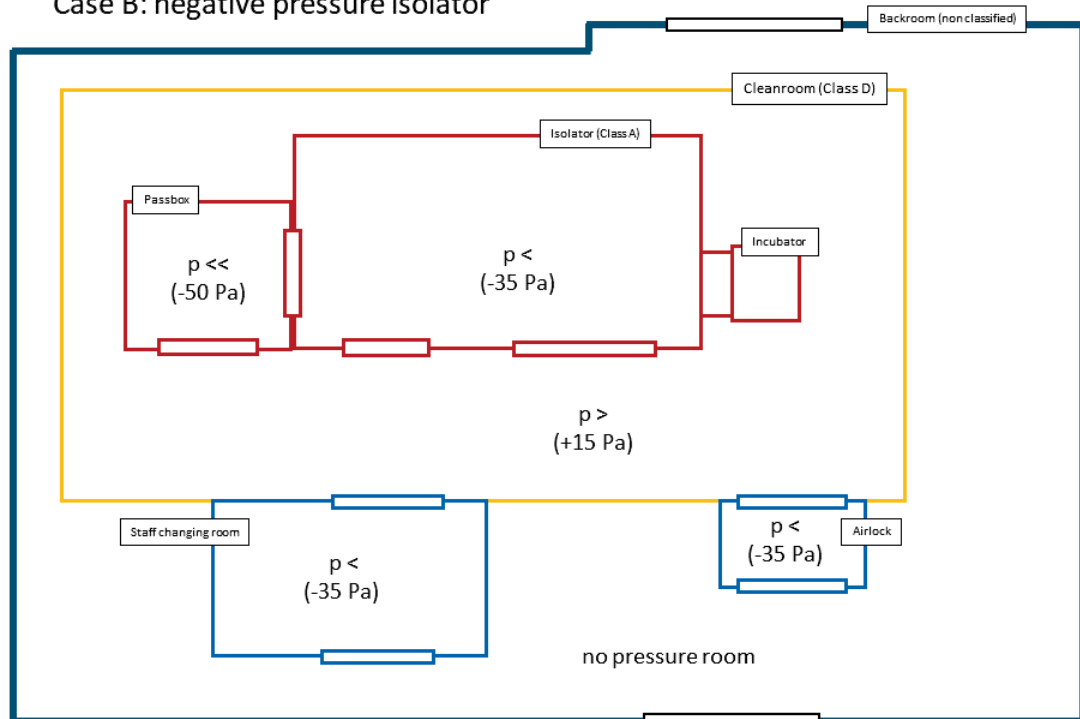 Case B: negative pressure isolator
Backroom (non classified)
Cleanroom (Class D)
Isolator (Class A)
Passbox
Incubator
p <<
(-50 Pa)
p <
(-35 Pa)
p >
(+15 Pa)
Staff changing room
p <
(-35 Pa)
p <
(-35 Pa)
Airlock
no pressure room